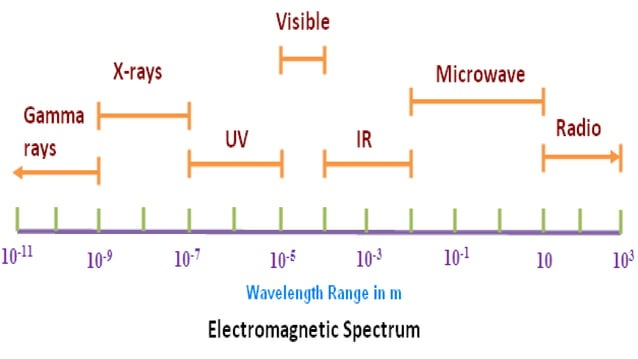 Visible
X-rays
Microwave
Gamma
rays
UV
IR
Radio
10⁻¹¹ 10⁻⁹ 10⁻⁷ 10⁻⁵ 10⁻³ 10⁻¹ 10 10³
Wavelength Range in m
Electromagnetic Spectrum